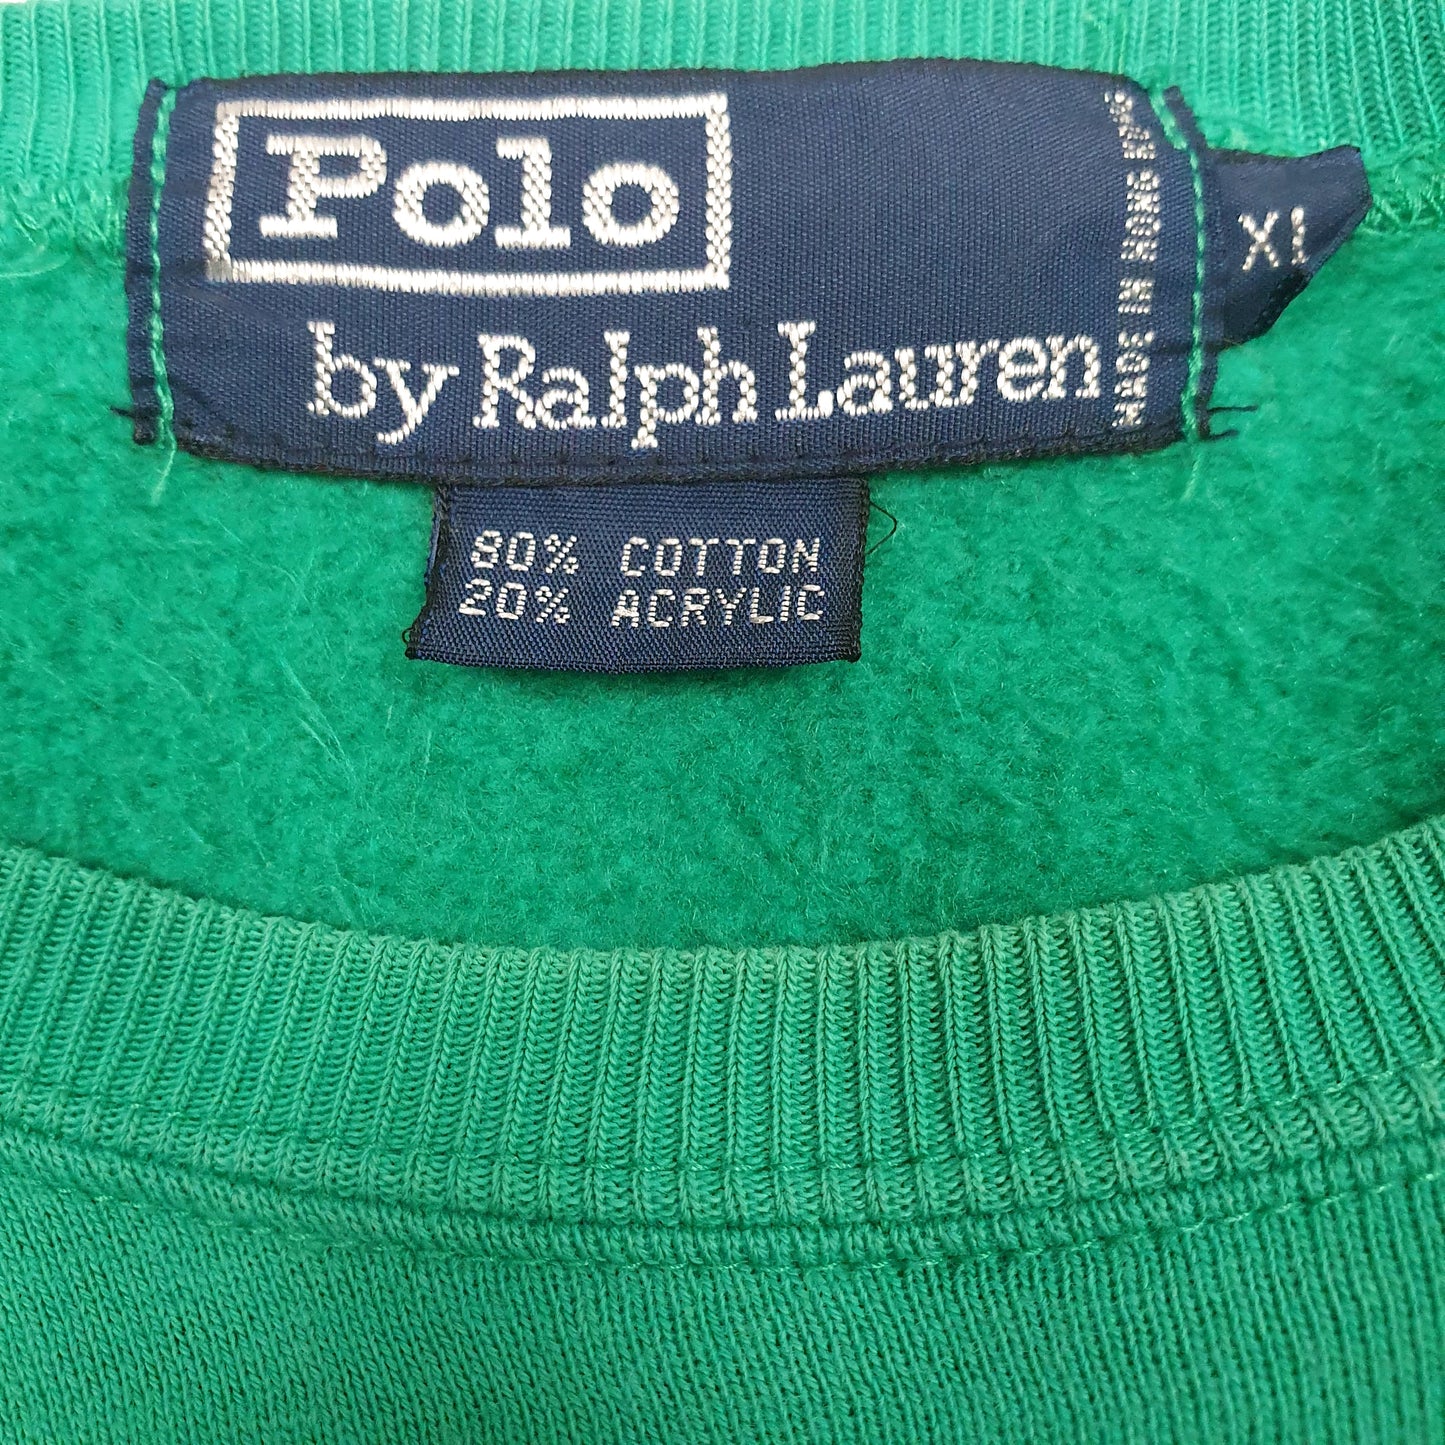 Polo
by Ralph Lauren
MADE IN HONG KONG
XL
80% COTTON
20% ACRYLIC